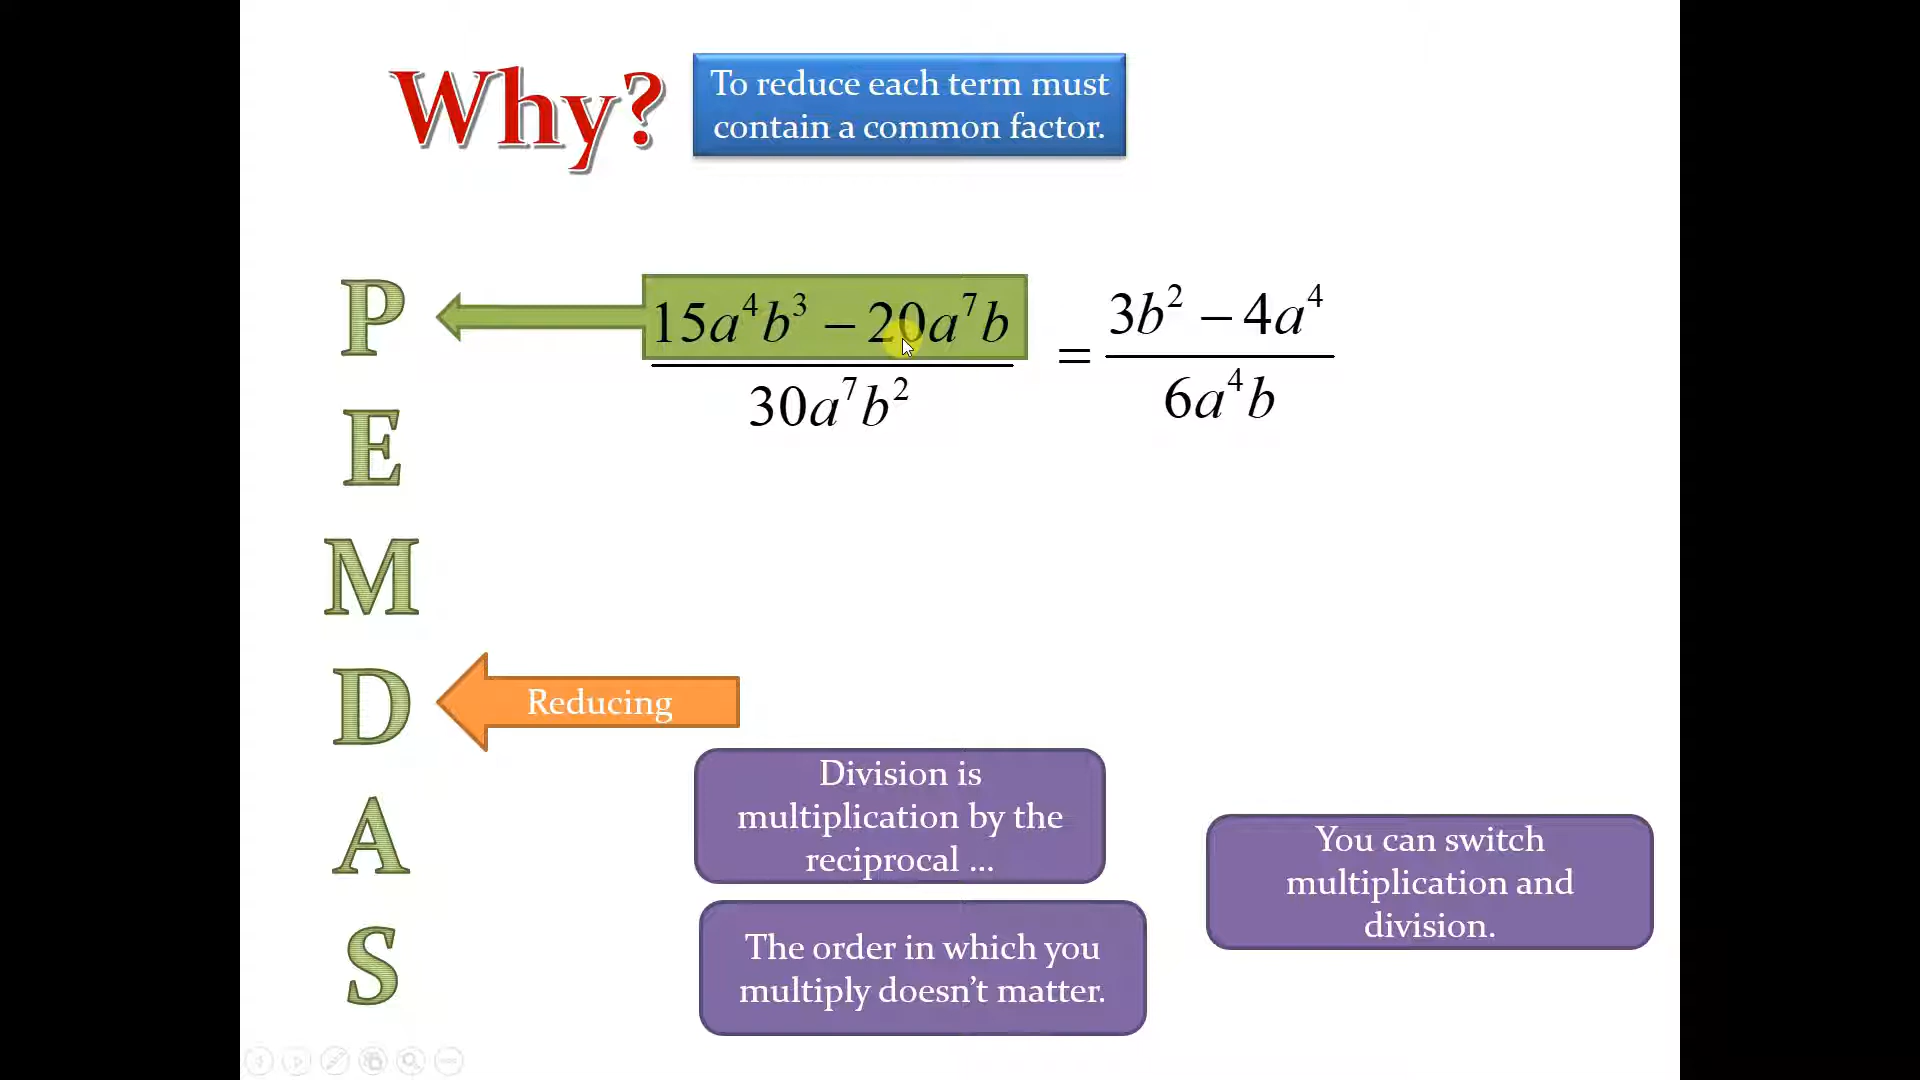 Why?
To reduce each term must
contain a common factor.
P
E
M
D
A
S
15a⁴b³ − 20a⁷b
30a⁷b²
=
3b² − 4a⁴
6a⁴b
Reducing
Division is
multiplication by the
reciprocal ...
The order in which you
multiply doesn’t matter.
You can switch
multiplication and
division.